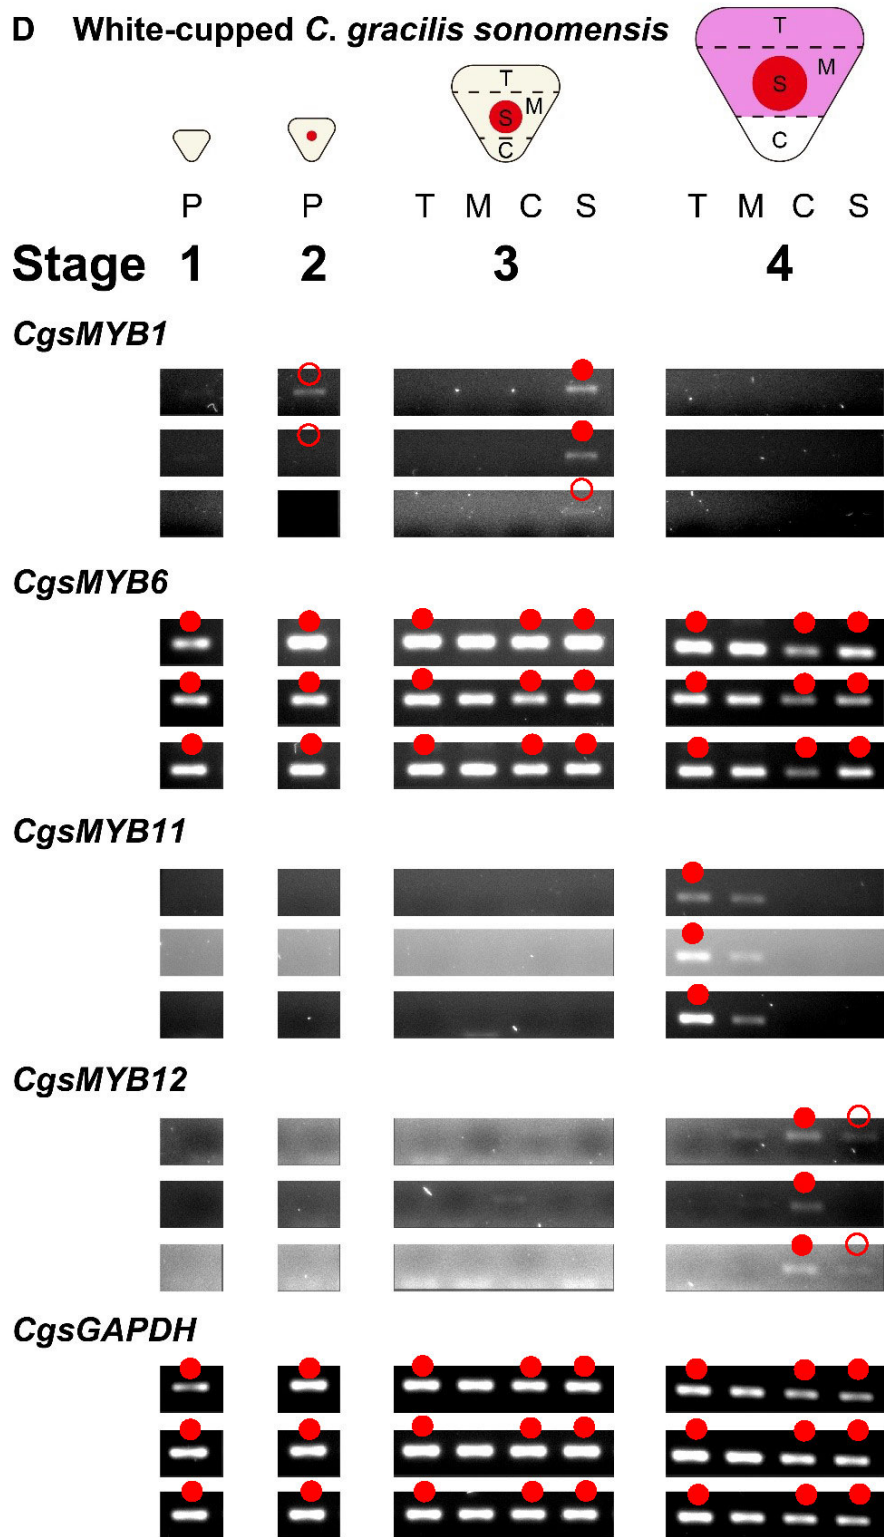 D White-cupped C. gracilis sonomensis
T
M
S
C
T
M
S
C
P P T M C S T M C S
Stage 1 2 3 4
CgsMYB1
CgsMYB6
CgsMYB11
CgsMYB12
CgsGAPDH